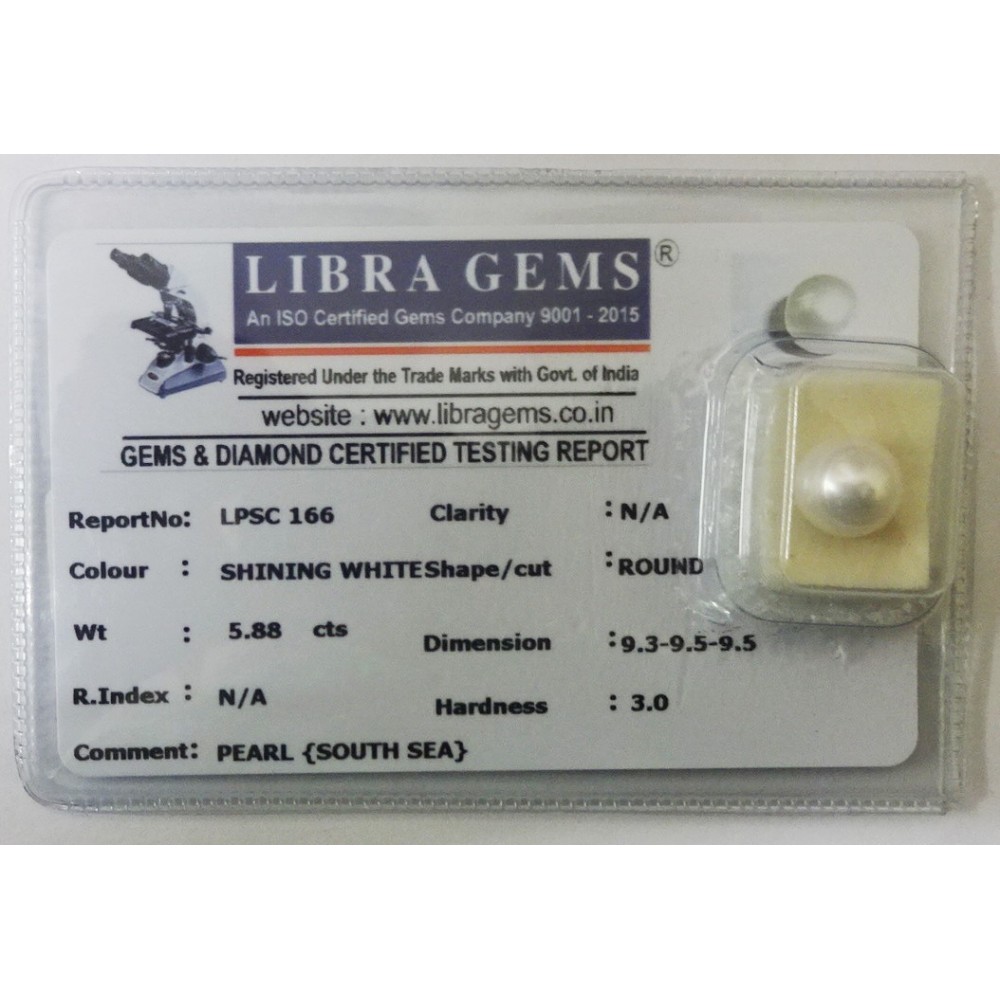 LIBRA GEMS ®
An ISO Certified Gems Company 9001 - 2015
Registered Under the Trade Marks with Govt. of India
website : www.libragems.co.in
GEMS & DIAMOND CERTIFIED TESTING REPORT
ReportNo: LPSC 166 Clarity : N/A
Colour : SHINING WHITE Shape/cut : ROUND
Wt : 5.88 cts Dimension : 9.3-9.5-9.5
R.Index : N/A Hardness : 3.0
Comment: PEARL {SOUTH SEA}